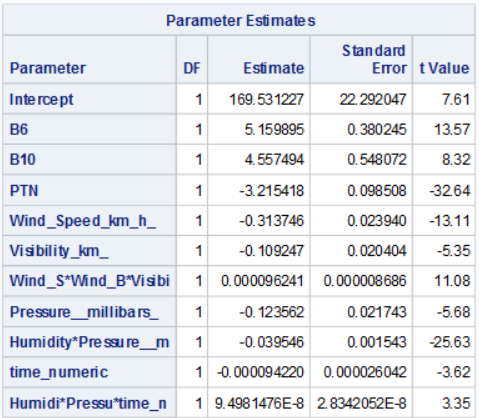 Parameter Estimates
Parameter DF Estimate Standard Error t Value
Intercept 1 169.531227 22.292047 7.61
B6 1 5.159895 0.380245 13.57
B10 1 4.557494 0.548072 8.32
PTN 1 -3.215418 0.098508 -32.64
Wind_Speed_km_h_ 1 -0.313746 0.023940 -13.11
Visibility_km_ 1 -0.109247 0.020404 -5.35
Wind_S*Wind_B*Visibi 1 0.000096241 0.000008686 11.08
Pressure__millibars_ 1 -0.123562 0.021743 -5.68
Humidity*Pressure__m 1 -0.039546 0.001543 -25.63
time_numeric 1 -0.000094220 0.000026042 -3.62
Humidi*Pressu*time_n 1 9.4981476E-8 2.8342052E-8 3.35